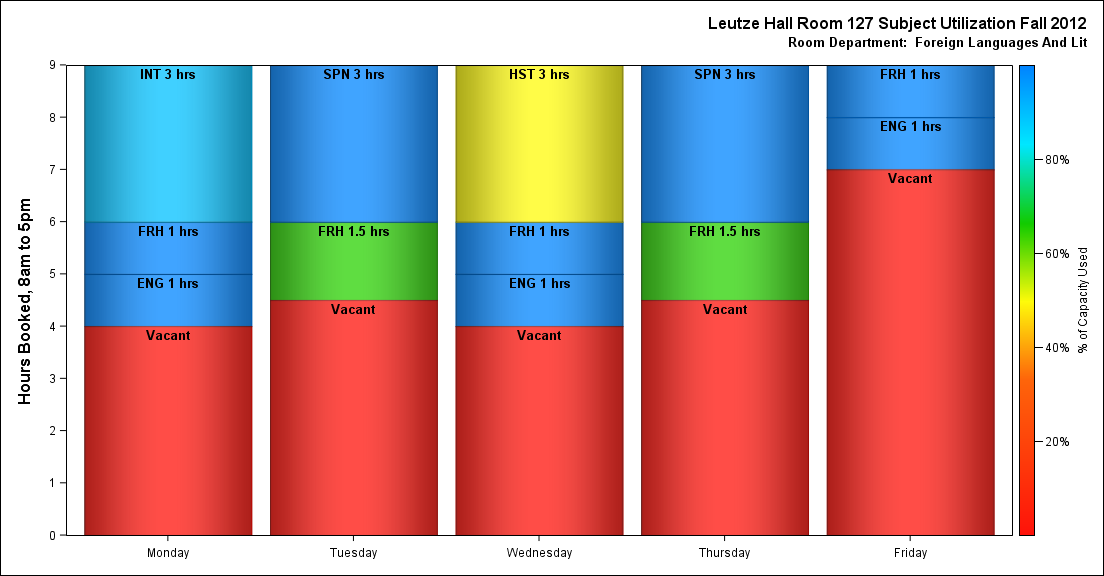 Leutze Hall Room 127 Subject Utilization Fall 2012
Room Department:  Foreign Languages And Lit
Hours Booked, 8am to 5pm
9
8
7
6
5
4
3
2
1
0
INT 3 hrs
FRH 1 hrs
ENG 1 hrs
Vacant
SPN 3 hrs
FRH 1.5 hrs
Vacant
HST 3 hrs
FRH 1 hrs
ENG 1 hrs
Vacant
SPN 3 hrs
FRH 1.5 hrs
Vacant
FRH 1 hrs
ENG 1 hrs
Vacant
Monday
Tuesday
Wednesday
Thursday
Friday
80%
60%
40%
20%
% of Capacity Used